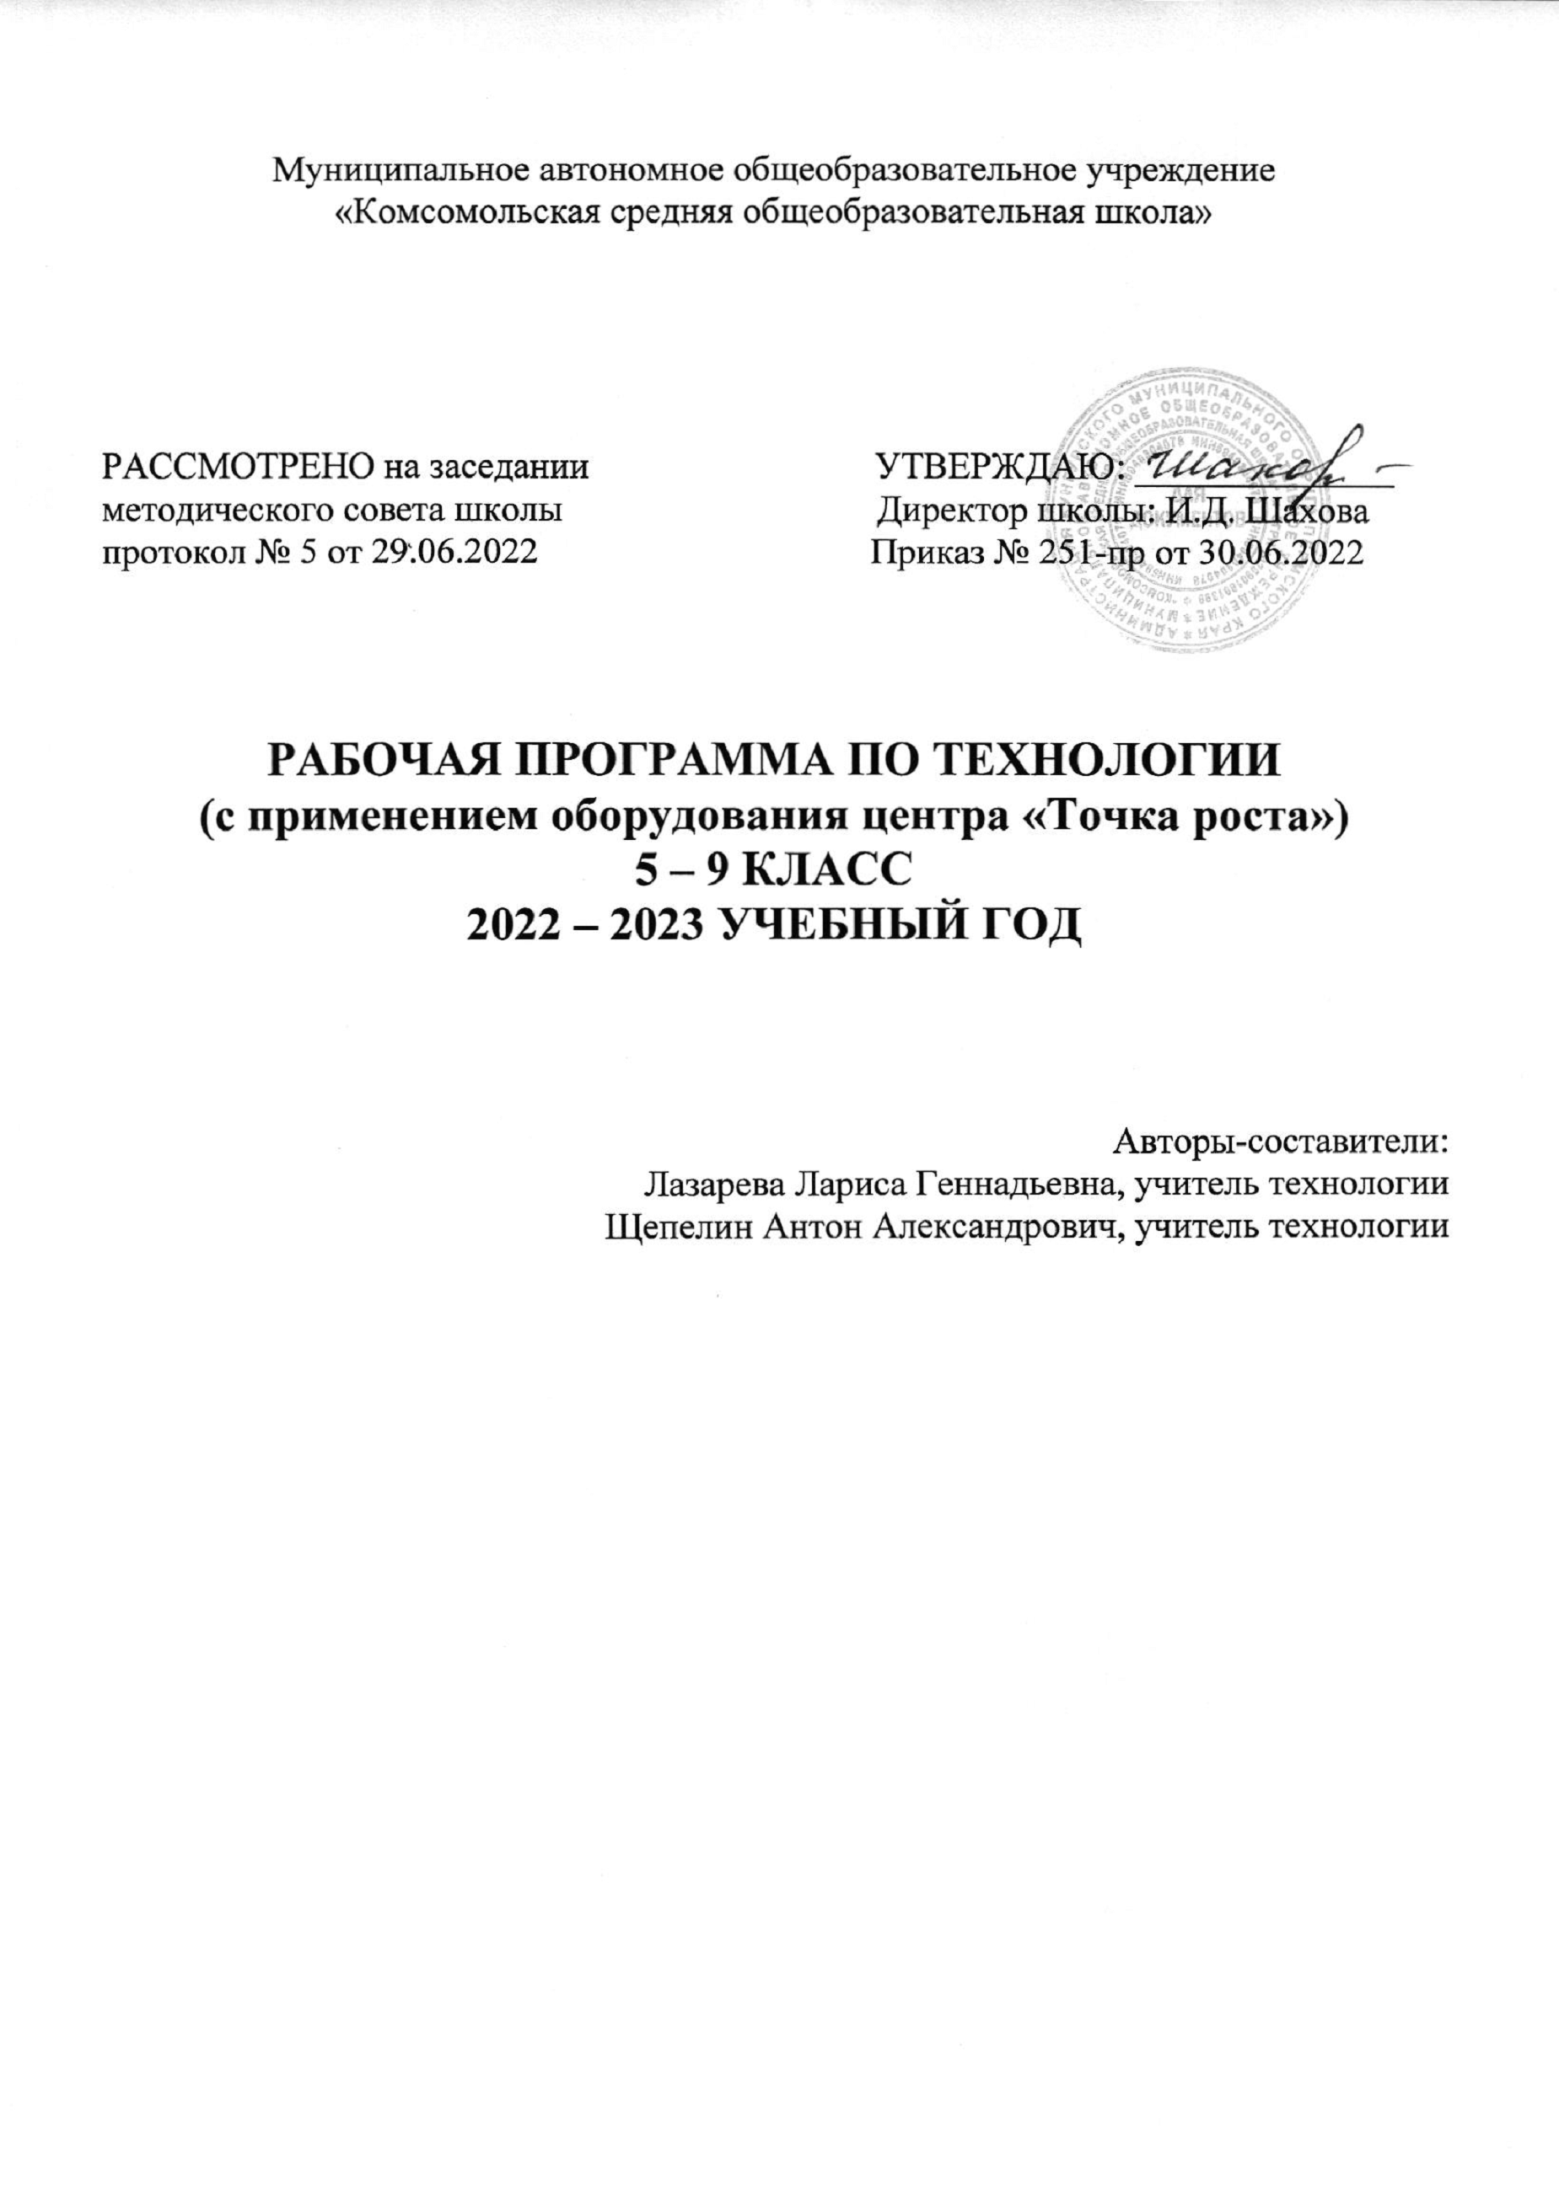 Муниципальное автономное общеобразовательное учреждение
«Комсомольская средняя общеобразовательная школа»
РАССМОТРЕНО на заседании
методического совета школы
протокол № 5 от 29.06.2022
УТВЕРЖДАЮ:
Директор школы: И.Д. Шахова
Приказ № 251-пр от 30.06.2022
ДЛЯ
ДОКУМЕНТОВ
РАБОЧАЯ ПРОГРАММА ПО ТЕХНОЛОГИИ
(с применением оборудования центра «Точка роста»)
5 – 9 КЛАСС
2022 – 2023 УЧЕБНЫЙ ГОД
Авторы-составители:
Лазарева Лариса Геннадьевна, учитель технологии
Щепелин Антон Александрович, учитель технологии